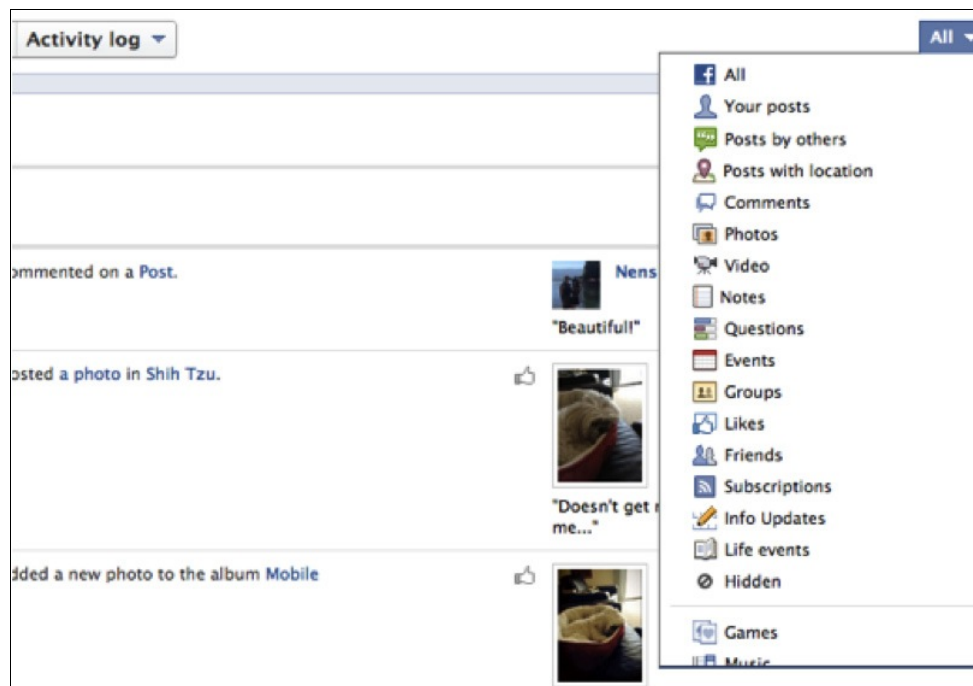 Activity log
All
All
Your posts
Posts by others
Posts with location
Comments
Photos
Video
Notes
Questions
Events
Groups
Likes
Friends
Subscriptions
Info Updates
Life events
Hidden
Games
Music
ommented on a Post.
Nens
"Beautiful!"
osted a photo in Shih Tzu.
"Doesn't get
me..."
dded a new photo to the album Mobile